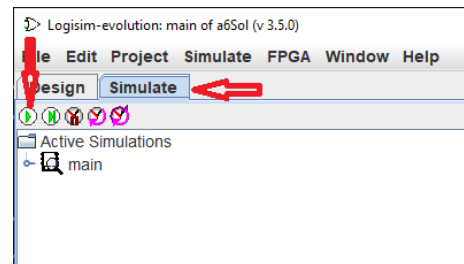 Logisim-evolution: main of a6Sol (v 3.5.0)
Edit Project Simulate FPGA Window Help
Simulate
Active Simulations
main